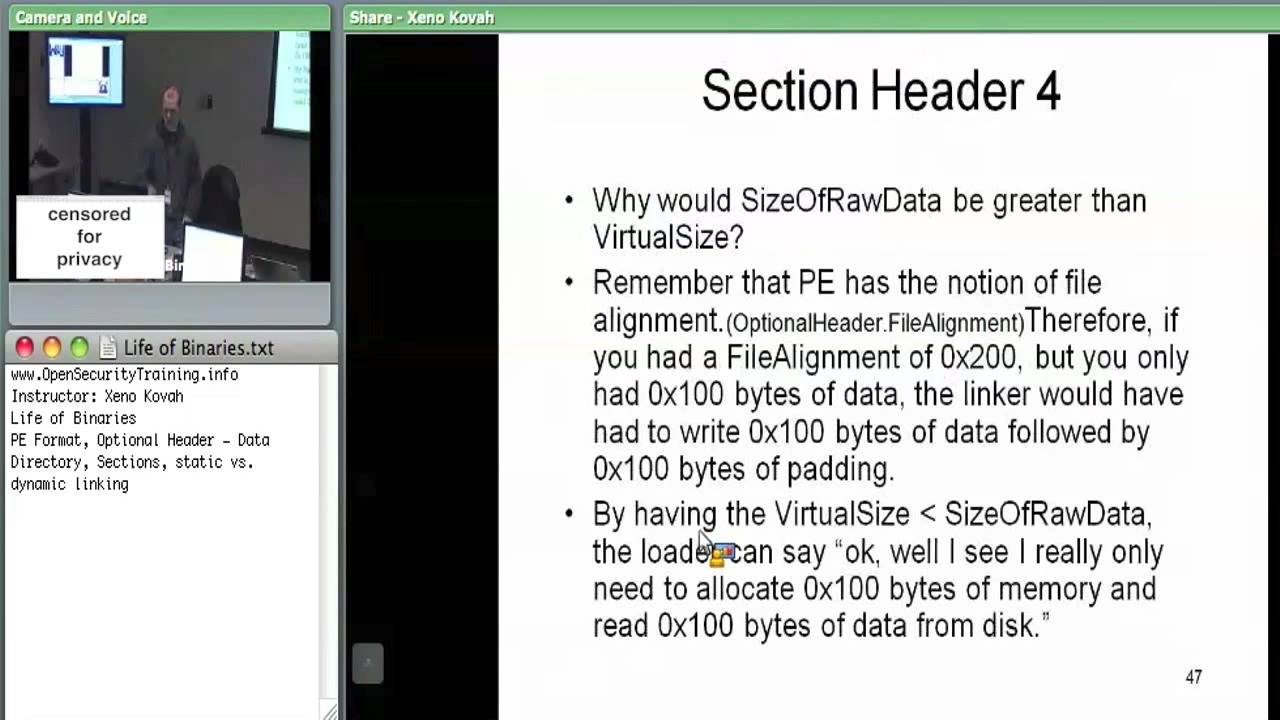 Camera and Voice
censored
for
privacy
Bin
Life of Binaries.txt
www.OpenSecurityTraining.info
Instructor: Xeno Kovah
Life of Binaries
PE Format, Optional Header – Data
Directory, Sections, static vs.
dynamic linking
Share - Xeno Kovah
Section Header 4
• Why would SizeOfRawData be greater than
VirtualSize?
• Remember that PE has the notion of file
alignment.(OptionalHeader.FileAlignment)Therefore, if
you had a FileAlignment of 0x200, but you only
had 0x100 bytes of data, the linker would have
had to write 0x100 bytes of data followed by
0x100 bytes of padding.
• By having the VirtualSize < SizeOfRawData,
the loader can say “ok, well I see I really only
need to allocate 0x100 bytes of memory and
read 0x100 bytes of data from disk.”
47